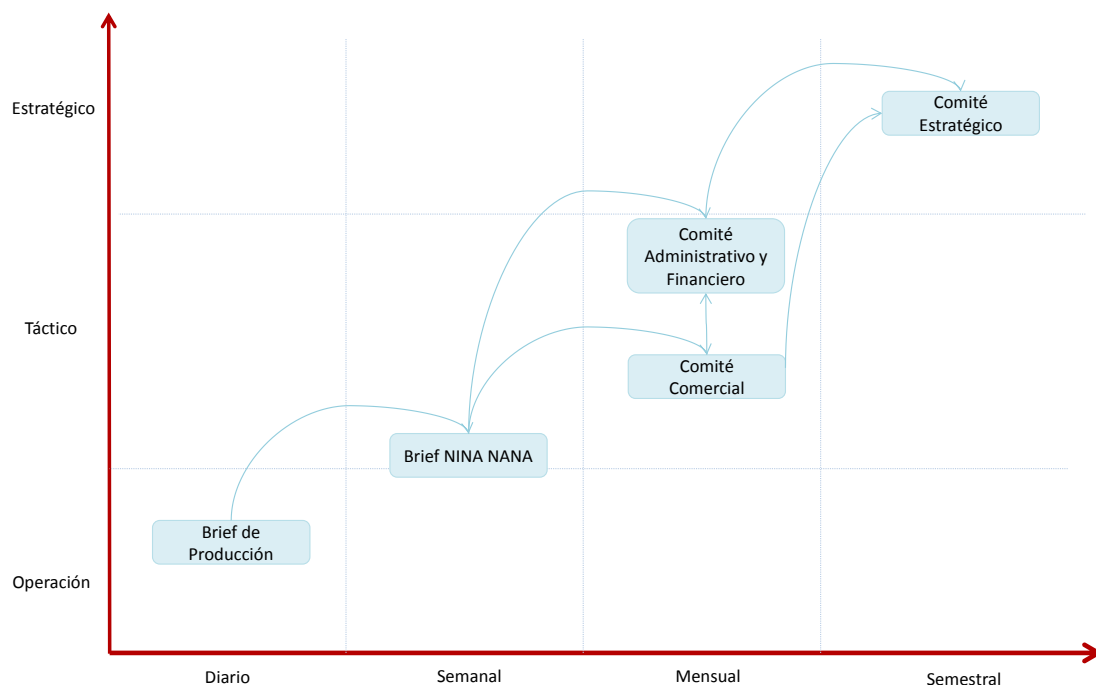 Estratégico
Comité
Estratégico
Comité
Administrativo y
Financiero
Táctico
Comité
Comercial
Brief NINA NANA
Brief de
Producción
Operación
Diario
Semanal
Mensual
Semestral